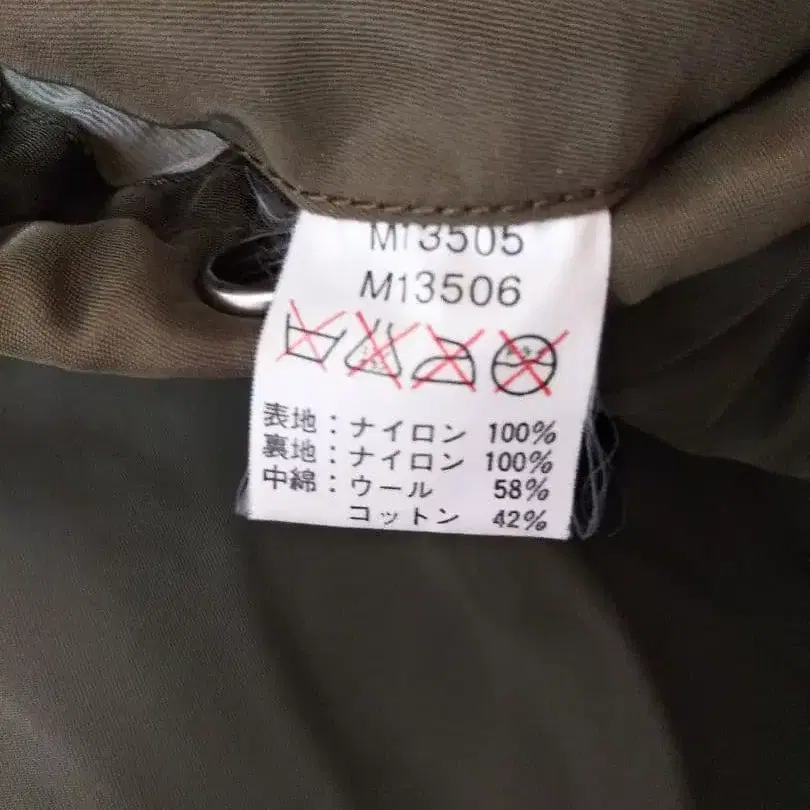 M13505
M13506
表地：ナイロン 100%
裏地：ナイロン 100%
中綿：ウール 58%
コットン 42%